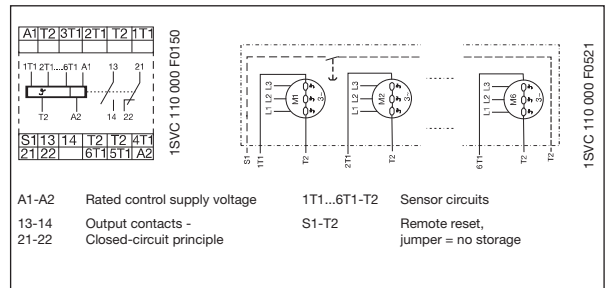 A1 T2 3T1 2T1 T2 1T1
1T1 2T1....6T1 A1 13 21
T2 A2 14 22
S1 13 14 T2 T2 4T1
21 22 6T1 5T1 A2
1SVC 110 000 F0150
L1 L2 L3 M1 3~
L1 L2 L3 M2 3~
L1 L2 L3 M6 3~
S1 1T1 T2 2T1 T2 6T1 T2 T2
1SVC 110 000 F0521
A1-A2 Rated control supply voltage
13-14 Output contacts -
21-22 Closed-circuit principle
1T1...6T1-T2 Sensor circuits
S1-T2 Remote reset,
jumper = no storage